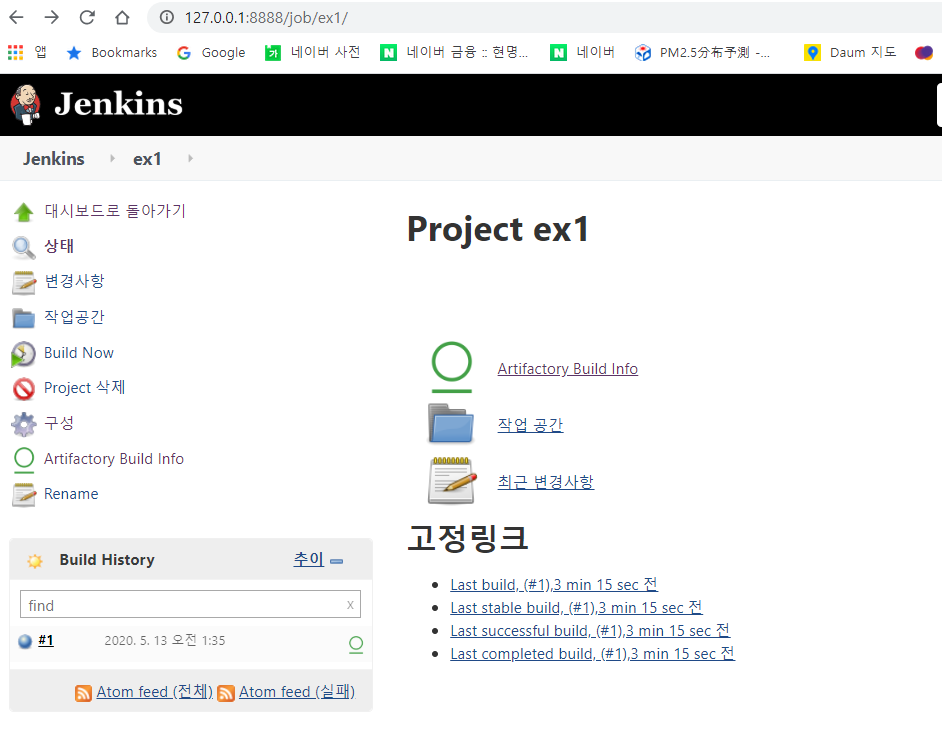 127.0.0.1:8888/job/ex1/
앱 Bookmarks Google 네이버 사전 네이버 금융 :: 현명... 네이버 PM2.5分布予測 -... Daum 지도
Jenkins
Jenkins ex1
대시보드로 돌아가기
상태
변경사항
작업공간
Build Now
Project 삭제
구성
Artifactory Build Info
Rename
Build History 추이
find x
#1 2020. 5. 13 오전 1:35
Atom feed (전체) Atom feed (실패)
Project ex1
Artifactory Build Info
작업 공간
최근 변경사항
고정링크
Last build, (#1),3 min 15 sec 전
Last stable build, (#1),3 min 15 sec 전
Last successful build, (#1),3 min 15 sec 전
Last completed build, (#1),3 min 15 sec 전